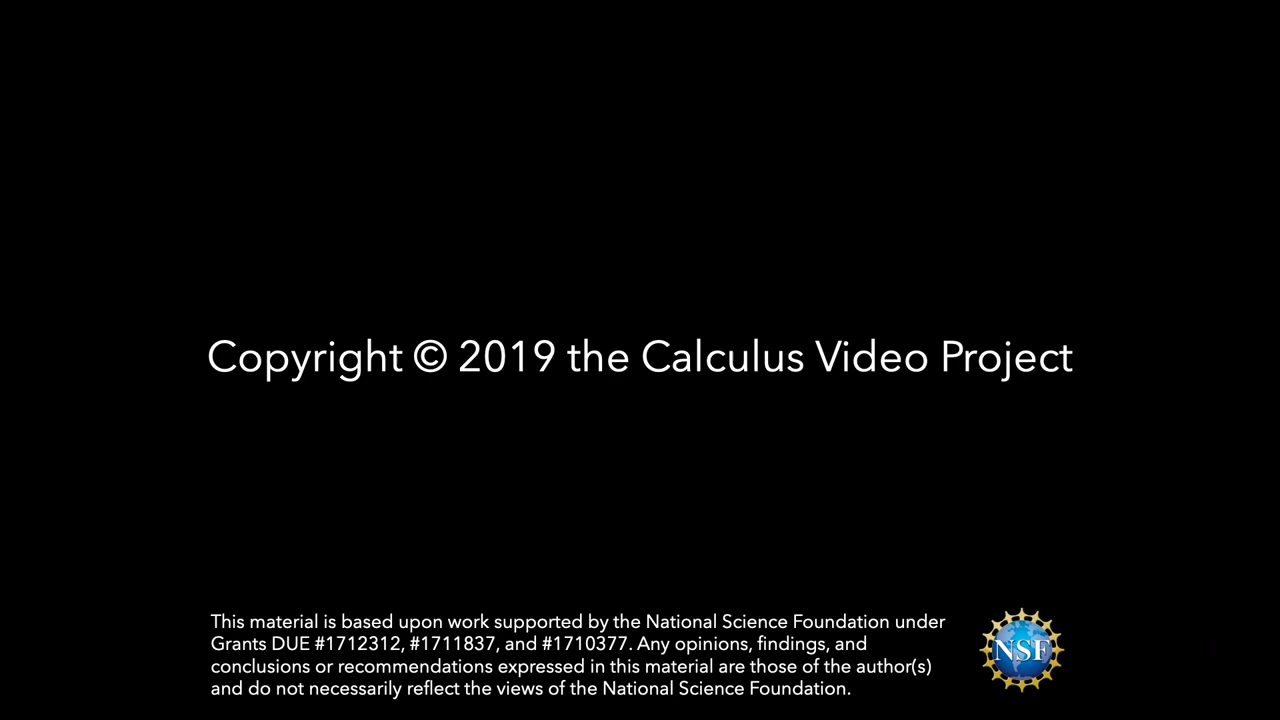 Copyright © 2019 the Calculus Video Project
This material is based upon work supported by the National Science Foundation under
Grants DUE #1712312, #1711837, and #1710377. Any opinions, findings, and
conclusions or recommendations expressed in this material are those of the author(s)
and do not necessarily reflect the views of the National Science Foundation.
NSF